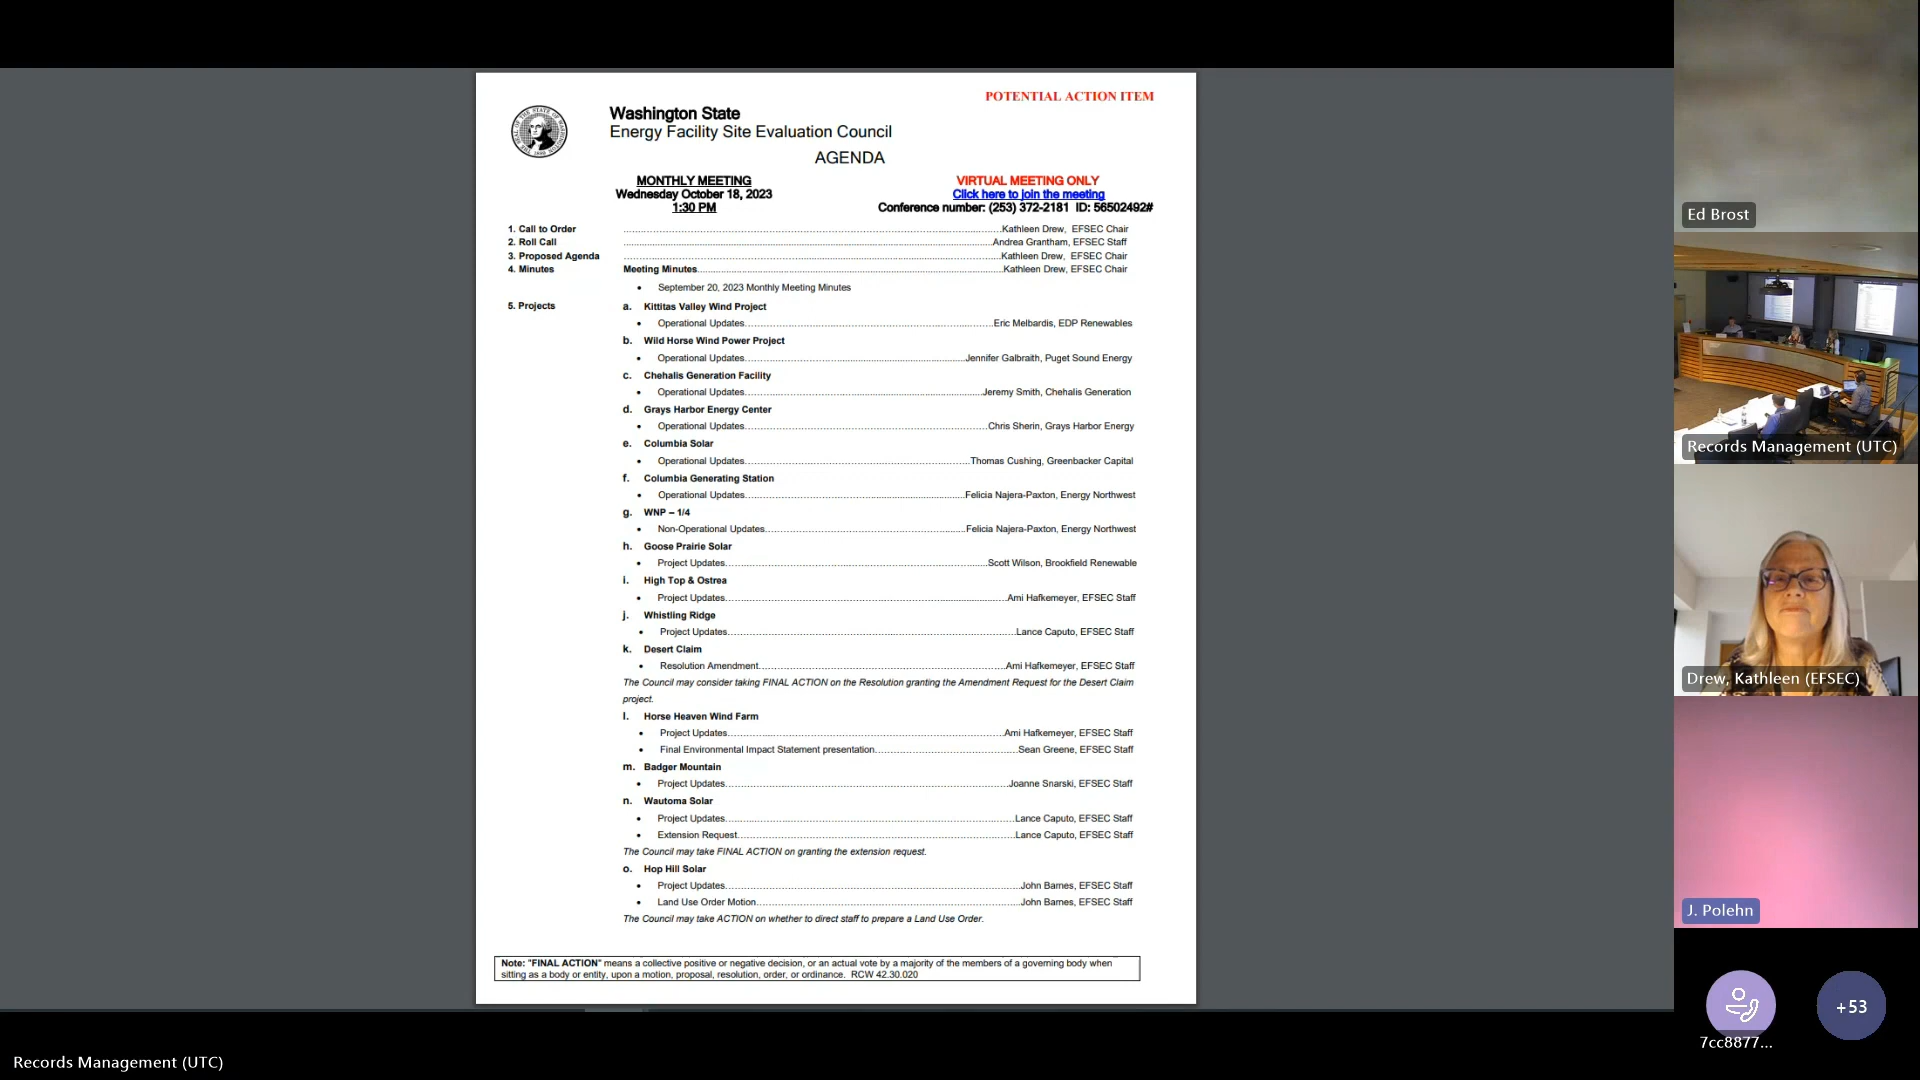 POTENTIAL ACTION ITEM
Washington State
Energy Facility Site Evaluation Council
AGENDA
MONTHLY MEETING
Wednesday October 18, 2023
1:30 PM
VIRTUAL MEETING ONLY
Click here to join the meeting
Conference number: (253) 372-2181 ID: 56502492#
1. Call to Order Kathleen Drew, EFSEC Chair
2. Roll Call Andrea Grantham, EFSEC Staff
3. Proposed Agenda Kathleen Drew, EFSEC Chair
4. Minutes Meeting Minutes Kathleen Drew, EFSEC Chair
• September 20, 2023 Monthly Meeting Minutes
5. Projects a. Kittitas Valley Wind Project
• Operational Updates Eric Melbardis, EDP Renewables
b. Wild Horse Wind Power Project
• Operational Updates Jennifer Galbraith, Puget Sound Energy
c. Chehalis Generation Facility
• Operational Updates Jeremy Smith, Chehalis Generation
d. Grays Harbor Energy Center
• Operational Updates Chris Sherin, Grays Harbor Energy
e. Columbia Solar
• Operational Updates Thomas Cushing, Greenbacker Capital
f. Columbia Generating Station
• Operational Updates Felicia Najera-Paxton, Energy Northwest
g. WNP – 1/4
• Non-Operational Updates Felicia Najera-Paxton, Energy Northwest
h. Goose Prairie Solar
• Project Updates Scott Wilson, Brookfield Renewable
i. High Top & Ostrea
• Project Updates Ami Hafkemeyer, EFSEC Staff
j. Whistling Ridge
• Project Updates Lance Caputo, EFSEC Staff
k. Desert Claim
• Resolution Amendment Ami Hafkemeyer, EFSEC Staff
The Council may consider taking FINAL ACTION on the Resolution granting the Amendment Request for the Desert Claim
project.
l. Horse Heaven Wind Farm
• Project Updates Ami Hafkemeyer, EFSEC Staff
• Final Environmental Impact Statement presentation Sean Greene, EFSEC Staff
m. Badger Mountain
• Project Updates Joanne Snarski, EFSEC Staff
n. Wautoma Solar
• Project Updates Lance Caputo, EFSEC Staff
• Extension Request Lance Caputo, EFSEC Staff
The Council may take FINAL ACTION on granting the extension request.
o. Hop Hill Solar
• Project Updates John Barnes, EFSEC Staff
• Land Use Order Motion John Barnes, EFSEC Staff
The Council may take ACTION on whether to direct staff to prepare a Land Use Order.
Note: "FINAL ACTION" means a collective positive or negative decision, or an actual vote by a majority of the members of a governing body when
sitting as a body or entity, upon a motion, proposal, resolution, order, or ordinance. RCW 42.30.020
Ed Brost
Records Management (UTC)
Drew, Kathleen (EFSEC)
J. Polehn
7cc8877...
+53
Records Management (UTC)